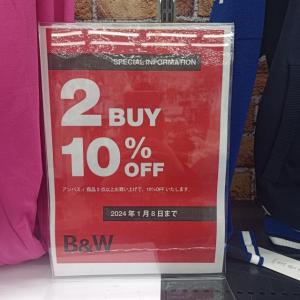 SPECIAL INFORMATION
2 BUY
10% OFF
商品2点以上お買い上げで、10%OFFいたします
2024年1月8日まで
B&W